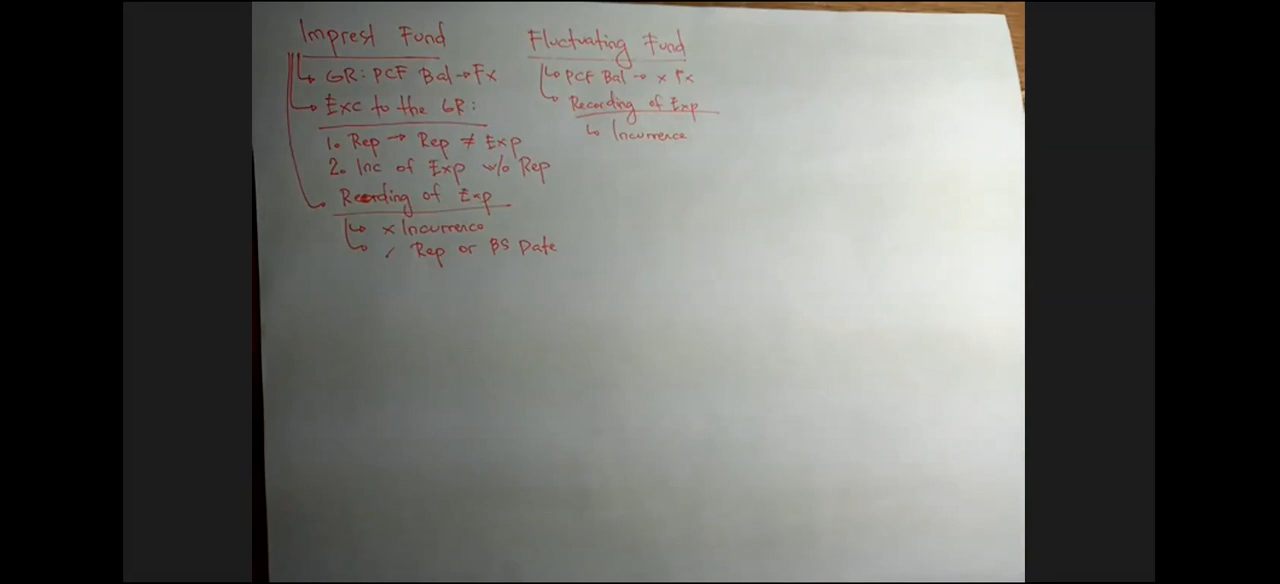 Imprest Fund
GR: PCF Bal → Fx
Exc to the GR:
1. Rep → Rep ≠ Exp
2. Inc of Exp w/o Rep
Recording of Exp
x Incurrence
✓ Rep or BS Date
Fluctuating Fund
PCF Bal → x Fx
Recording of Exp
Incurrence